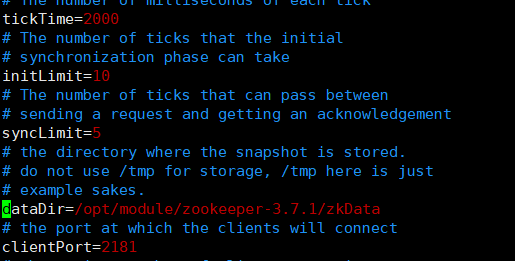 # The number of milliseconds of each tick
tickTime=2000
# The number of ticks that the initial
# synchronization phase can take
initLimit=10
# The number of ticks that can pass between
# sending a request and getting an acknowledgement
syncLimit=5
# the directory where the snapshot is stored.
# do not use /tmp for storage, /tmp here is just
# example sakes.
dataDir=/opt/module/zookeeper-3.7.1/zkData
# the port at which the clients will connect
clientPort=2181